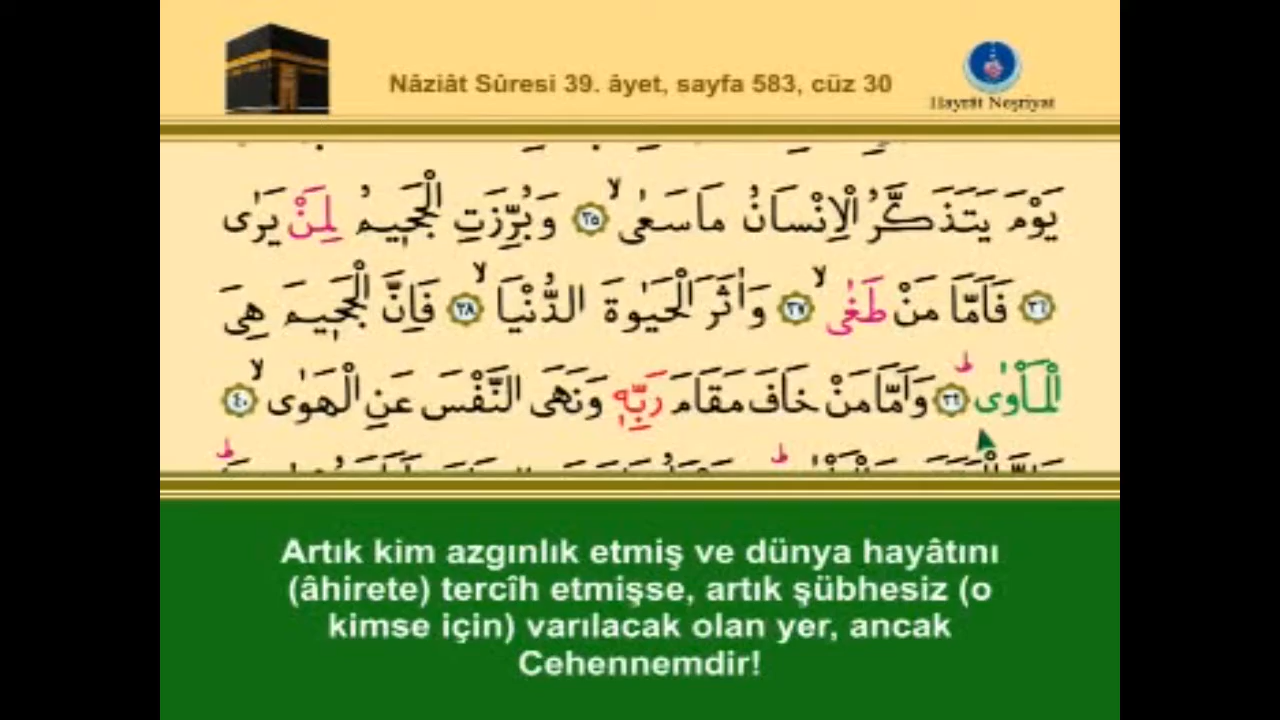 Nâziât Sûresi 39. âyet, sayfa 583, cüz 30
Hayrât Neşriyat
يَوْمَ يَتَذَكَّرُ الْاِنْسَانُ مَاسَعٰىۙ ﴿٣٥﴾ وَبُرِّزَتِ الْجَح۪يمُ لِمَنْ يَرٰى
﴿٣٦﴾ فَاَمَّا مَنْ طَغٰىۙ ﴿٣٧﴾ وَاٰثَرَ الْحَيٰوةَ الدُّنْيَاۙ ﴿٣٨﴾ فَاِنَّ الْجَح۪يمَ هِىَ
الْمَأْوٰىۜ ﴿٣٩﴾ وَاَمَّا مَنْ خَافَ مَقَامَ رَبِّه۪ وَنَهَى النَّفْسَ عَنِ الْهَوٰىۙ ﴿٤٠﴾
Artık kim azgınlık etmiş ve dünya hayâtını
(âhirete) tercîh etmişse, artık şübhesiz (o
kimse için) varılacak olan yer, ancak
Cehennemdir!